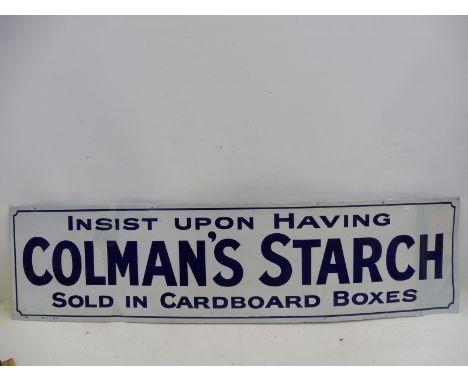 INSIST UPON HAVING
COLMAN'S STARCH
SOLD IN CARDBOARD BOXES